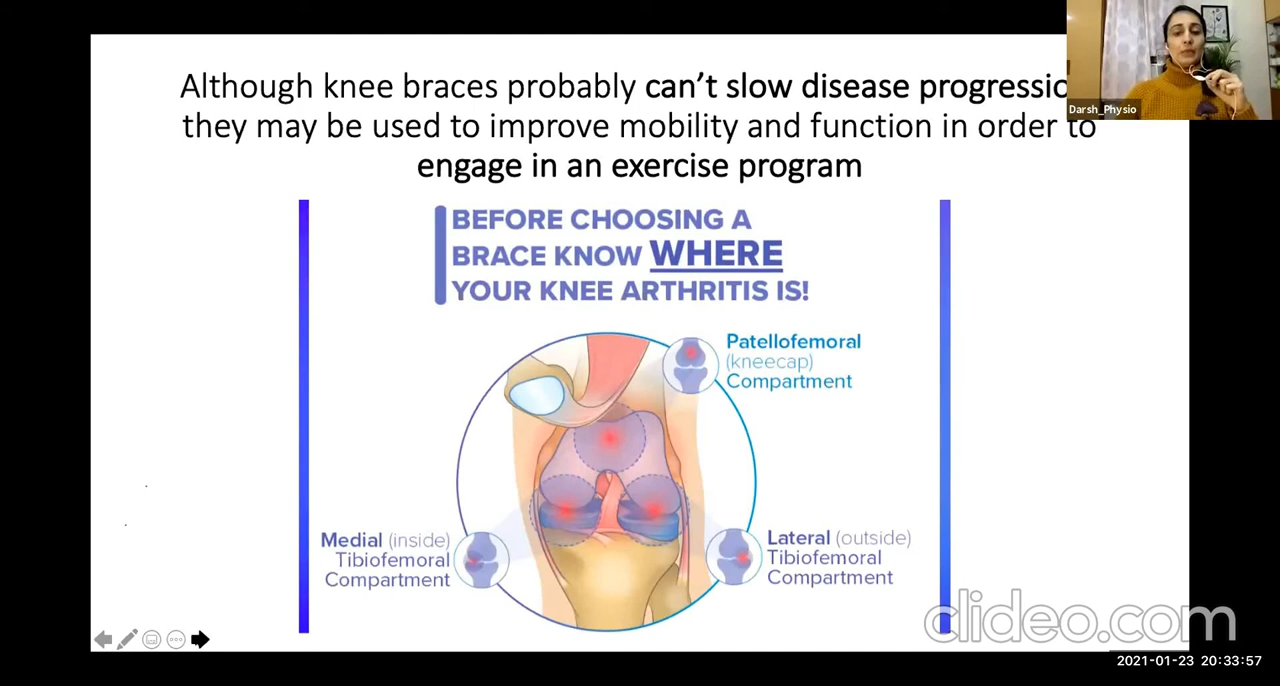 Although knee braces probably can't slow disease progressio
they may be used to improve mobility and function in order to
engage in an exercise program
BEFORE CHOOSING A
BRACE KNOW WHERE
YOUR KNEE ARTHRITIS IS!
Patellofemoral
(kneecap)
Compartment
Medial (inside)
Tibiofemoral
Compartment
Lateral (outside)
Tibiofemoral
Compartment
Darsh_Physio
clideo.com
2021-01-23 20:33:57